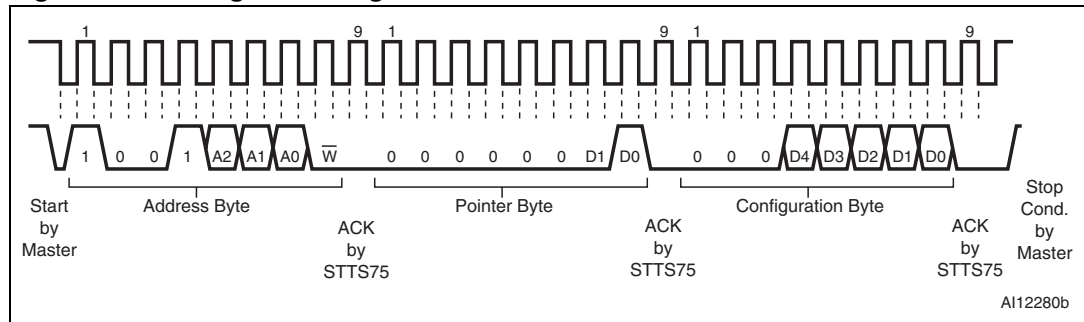 1 9 1 9 1 9
1 0 0 1 A2 A1 A0 W̅ 0 0 0 0 0 0 D1 D0 0 0 0 D4 D3 D2 D1 D0
Start
by
Master
Address Byte
ACK
by
STTS75
Pointer Byte
ACK
by
STTS75
Configuration Byte
ACK
by
STTS75
Stop
Cond.
by
Master
AI12280b